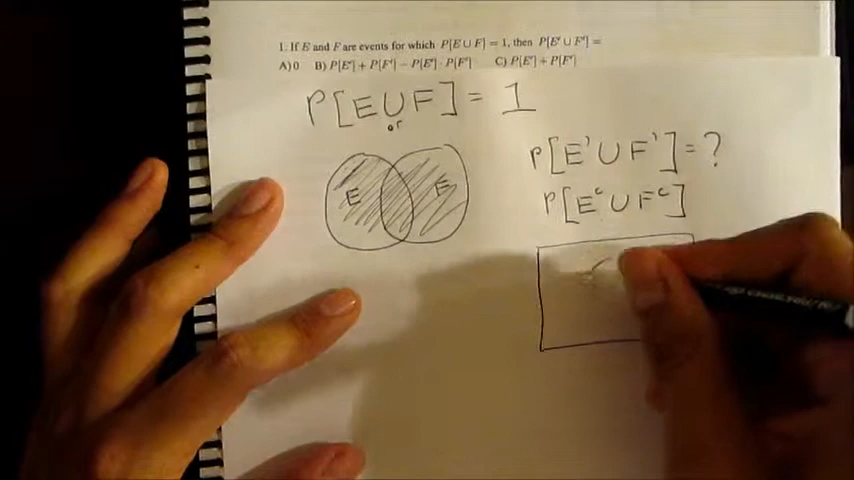 1. If E and F are events for which P[E ∪ F] = 1, then P[E' ∪ F'] =
A) 0 B) P[E'] + P[F'] − P[E'] · P[F'] C) P[E'] + P[F']
P[E∪F] = 1
or
P[E'∪F'] = ?
E E
P[Eᶜ∪Fᶜ]